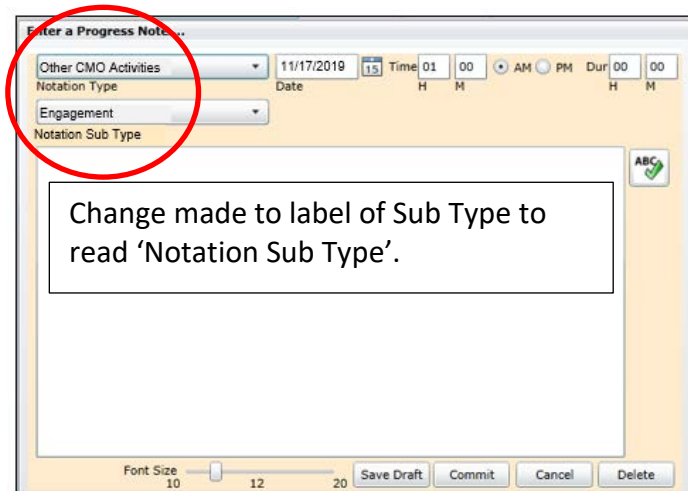 Enter a Progress Note...
Other CMO Activities 11/17/2019 15 Time 01 00 AM PM Dur 00 00
Notation Type Date H M H M
Engagement
Notation Sub Type
ABC
Change made to label of Sub Type to
read ‘Notation Sub Type’.
Font Size
10 12 20 Save Draft Commit Cancel Delete